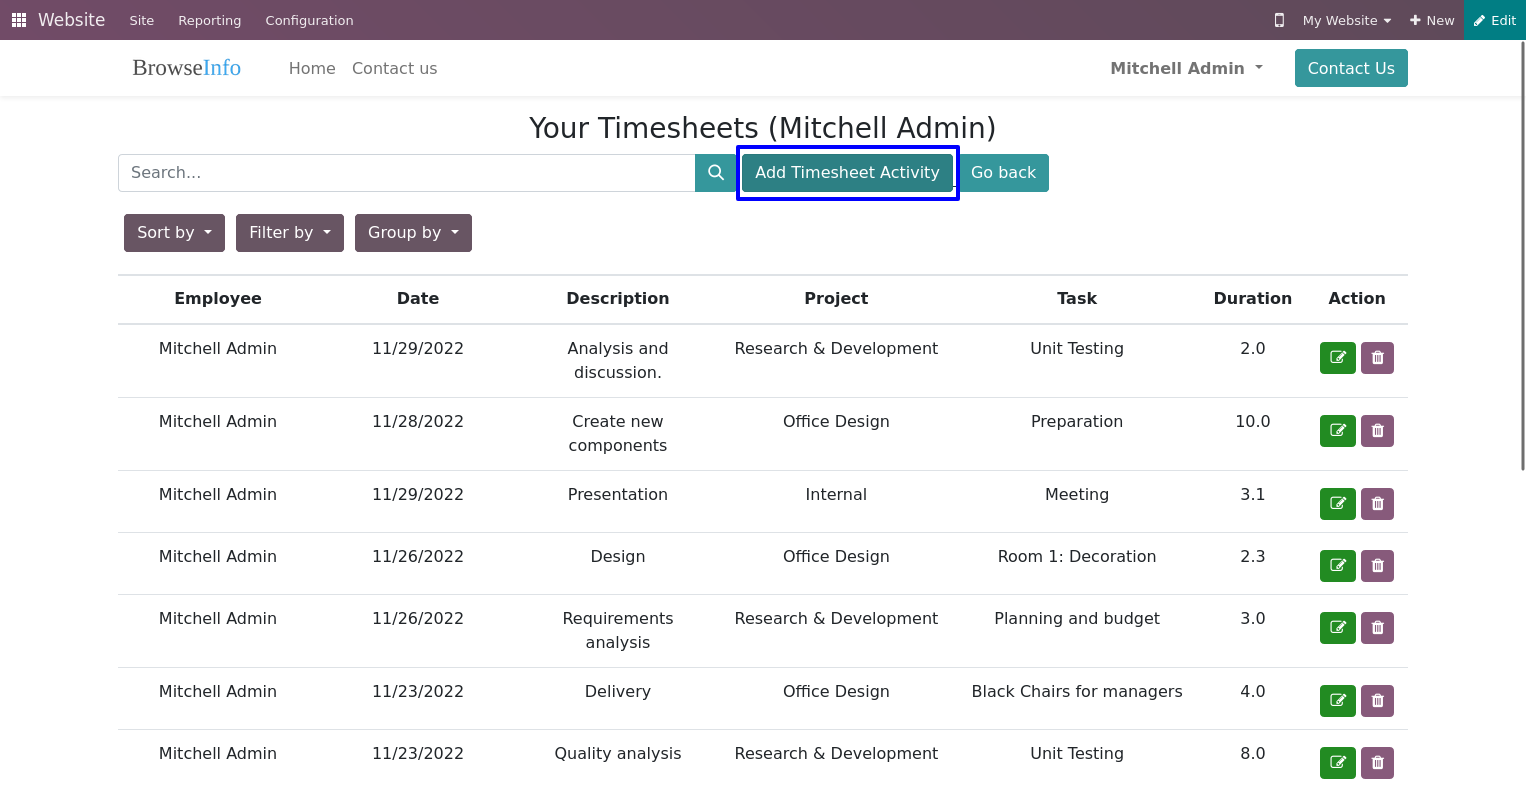 Website Site Reporting Configuration My Website New Edit
BrowseInfo Home Contact us Mitchell Admin Contact Us
Your Timesheets (Mitchell Admin)
Search... Add Timesheet Activity Go back
Sort by Filter by Group by
Employee Date Description Project Task Duration Action
Mitchell Admin 11/29/2022 Analysis and Research & Development Unit Testing 2.0
discussion.
Mitchell Admin 11/28/2022 Create new Office Design Preparation 10.0
components
Mitchell Admin 11/29/2022 Presentation Internal Meeting 3.1
Mitchell Admin 11/26/2022 Design Office Design Room 1: Decoration 2.3
Mitchell Admin 11/26/2022 Requirements Research & Development Planning and budget 3.0
analysis
Mitchell Admin 11/23/2022 Delivery Office Design Black Chairs for managers 4.0
Mitchell Admin 11/23/2022 Quality analysis Research & Development Unit Testing 8.0